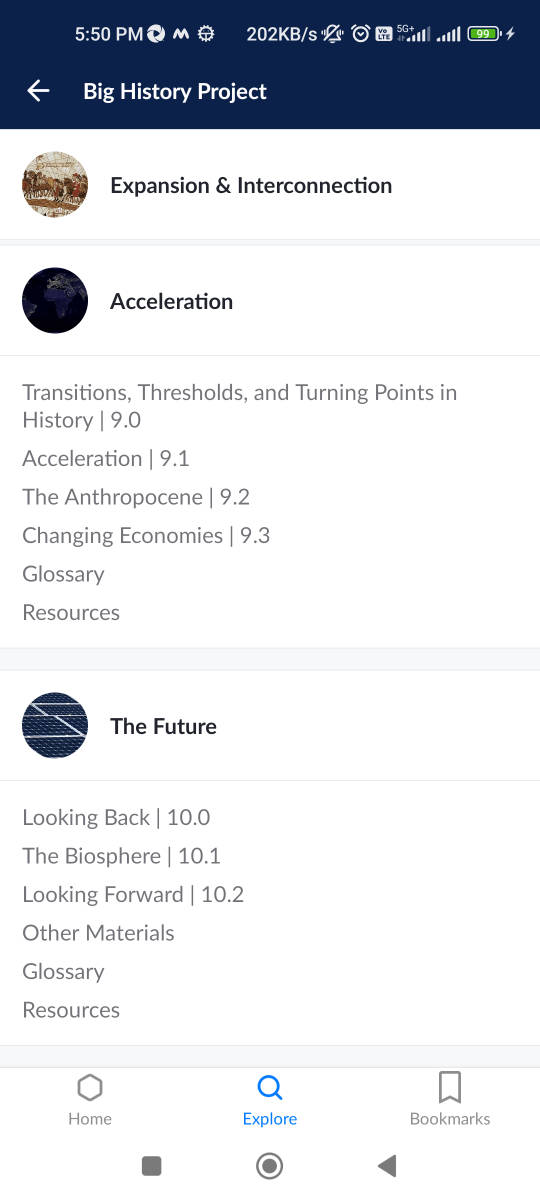 5:50 PM 202KB/s Vo LTE 5G+ 99
Big History Project
Expansion & Interconnection
Acceleration
Transitions, Thresholds, and Turning Points in
History | 9.0
Acceleration | 9.1
The Anthropocene | 9.2
Changing Economies | 9.3
Glossary
Resources
The Future
Looking Back | 10.0
The Biosphere | 10.1
Looking Forward | 10.2
Other Materials
Glossary
Resources
Home Explore Bookmarks